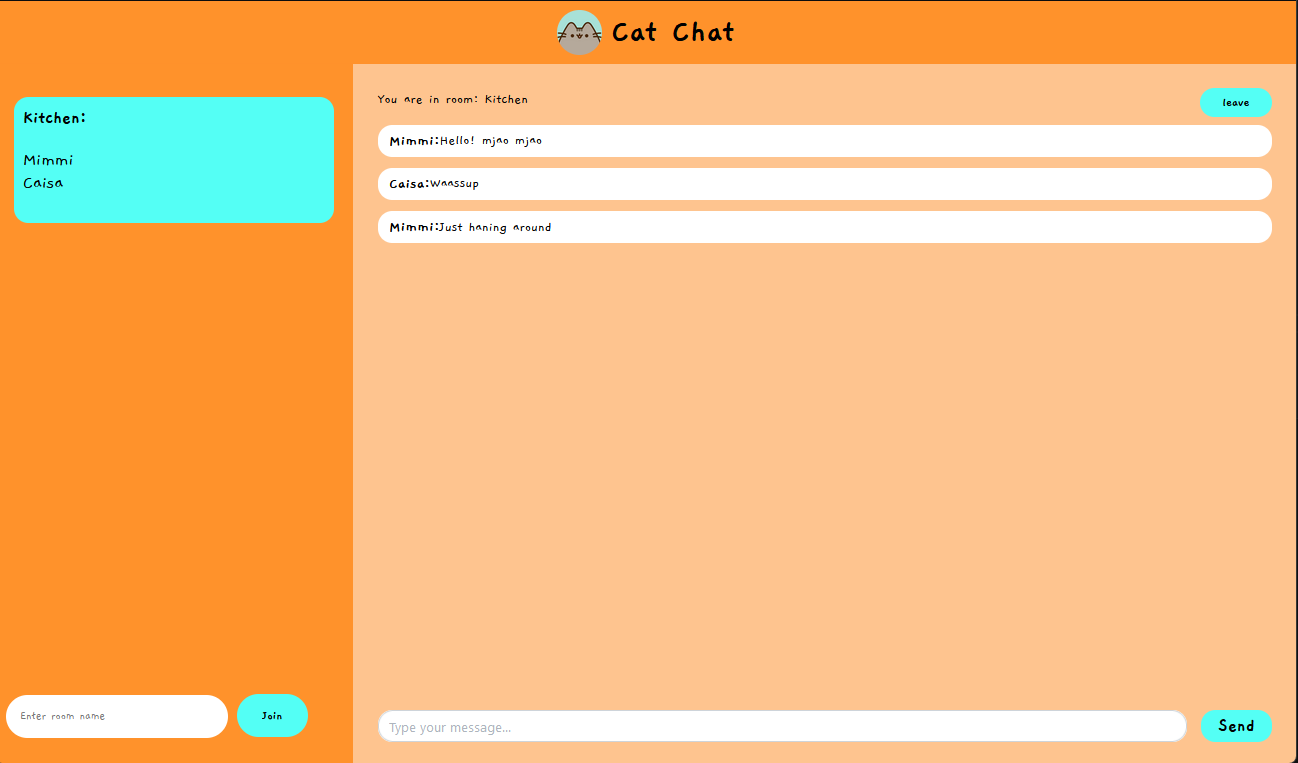 Cat Chat
Kitchen:
Mimmi
Caisa
Enter room name
Join
You are in room: Kitchen
leave
Mimmi:Hello! mjao mjao
Caisa:Waassup
Mimmi:Just haning around
Type your message...
Send